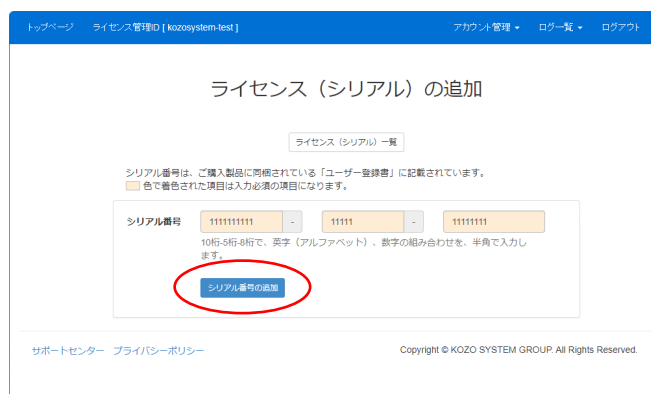 トップページ ライセンス管理ID [ kozosystem-test ] アカウント管理 ログ一覧 ログアウト
ライセンス（シリアル）の追加
ライセンス（シリアル）一覧
シリアル番号は、ご購入製品に同梱されている「ユーザー登録書」に記載されています。
色で着色された項目は入力必須の項目になります。
シリアル番号 1111111111 - 11111 - 11111111
10桁-5桁-8桁で、英字（アルファベット）、数字の組み合わせを、半角で入力し
ます。
シリアル番号の追加
サポートセンター プライバシーポリシー Copyright © KOZO SYSTEM GROUP. All Rights Reserved.